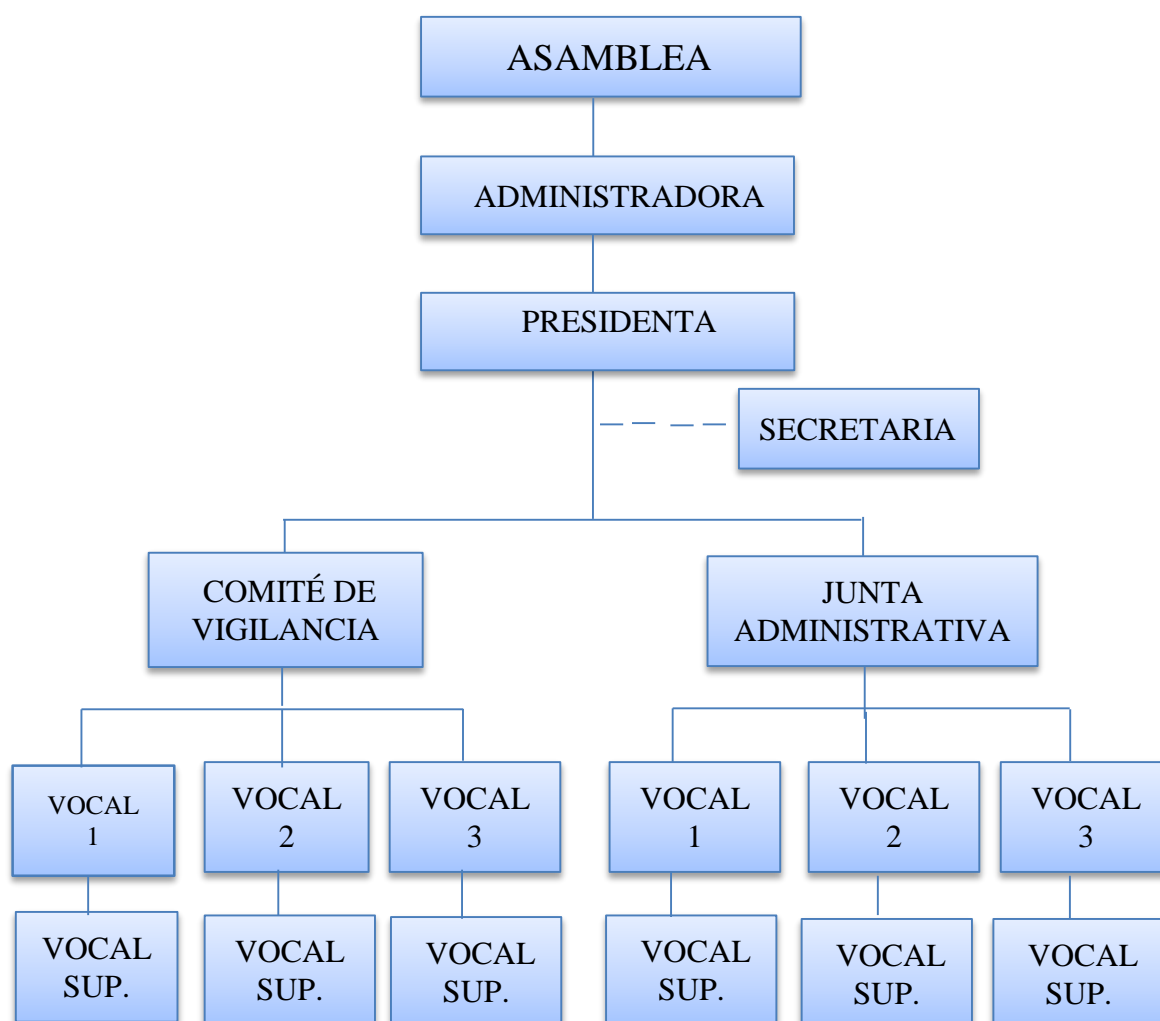 ASAMBLEA
ADMINISTRADORA
PRESIDENTA
SECRETARIA
COMITÉ DE
VIGILANCIA
JUNTA
ADMINISTRATIVA
VOCAL
1
VOCAL
2
VOCAL
3
VOCAL
1
VOCAL
2
VOCAL
3
VOCAL
SUP.
VOCAL
SUP.
VOCAL
SUP.
VOCAL
SUP.
VOCAL
SUP.
VOCAL
SUP.